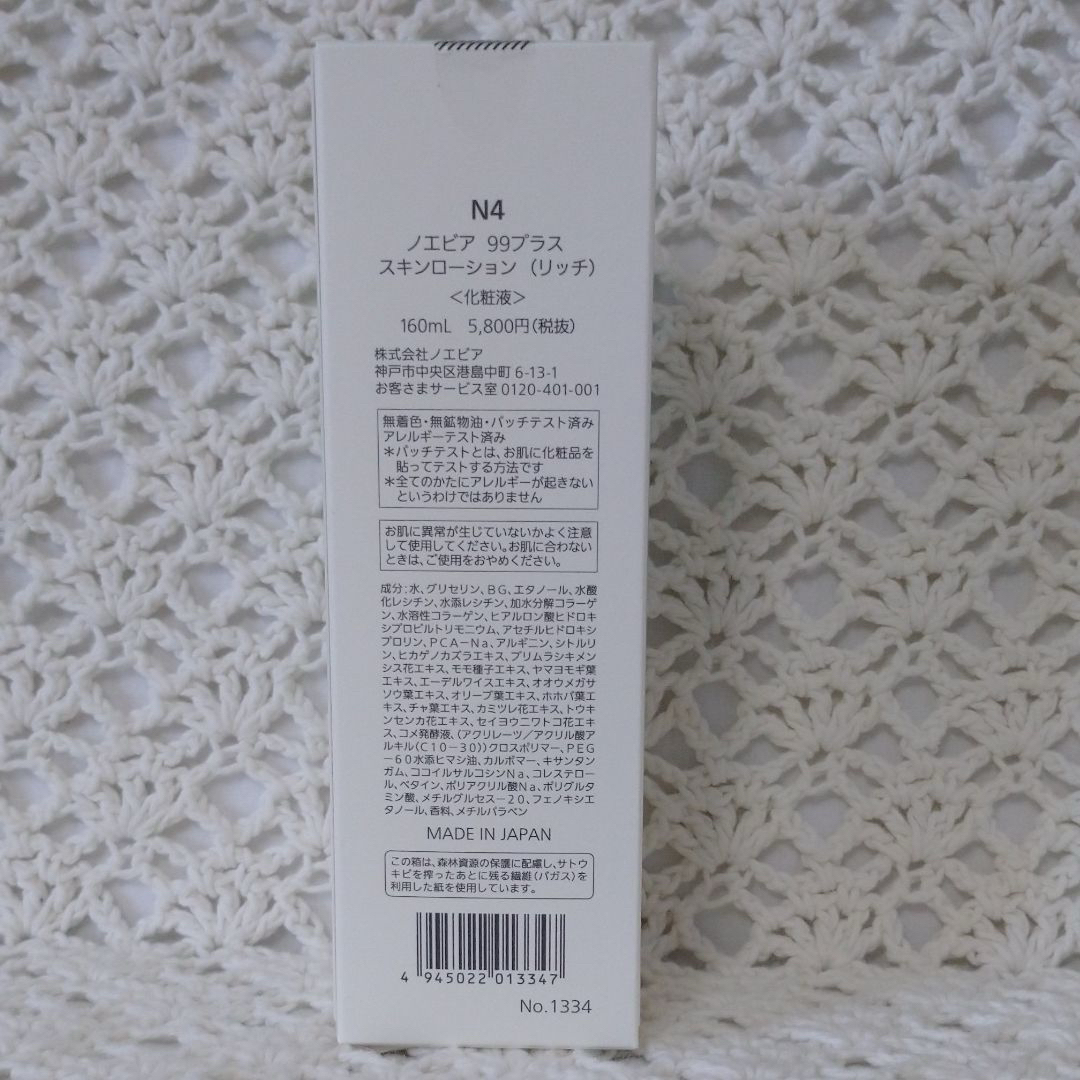 N4
ノエビア 99プラス
スキンローション（リッチ）
＜化粧液＞
160mL 5,800円（税抜）
株式会社ノエビア
神戸市中央区港島中町 6-13-1
お客さまサービス室 0120-401-001
無着色・無鉱物油・パッチテスト済み
アレルギーテスト済み
＊パッチテストとは、お肌に化粧品を
貼ってテストする方法です
＊全てのかたにアレルギーが起きない
というわけではありません
お肌に異常が生じていないかよく注意
して使用してください。お肌に合わない
ときは、ご使用をおやめください。
成分：水、グリセリン、BG、エタノール、水酸
化レシチン、水添レシチン、加水分解コラーゲ
ン、水溶性コラーゲン、ヒアルロン酸ヒドロキ
シプロピルトリモニウム、アセチルヒドロキシ
プロリン、PCA－Na、アルギニン、シトルリ
ン、ヒカゲノカズラエキス、プリムラシキメン
シス花エキス、モモ種子エキス、ヤマヨモギ葉
エキス、エーデルワイスエキス、オオウメガサ
ソウ葉エキス、オリーブ葉エキス、ホホバ葉エ
キス、チャ葉エキス、カミツレ花エキス、トウキ
ンセンカ花エキス、セイヨウニワトコ花エキ
ス、コメ発酵液、（アクリレーツ／アクリル酸ア
ルキル（C10－30））クロスポリマー、PEG
－60水添ヒマシ油、カルボマー、キサンタン
ガム、ココイルサルコシンNa、コレステロー
ル、ベタイン、ポリアクリル酸Na、ポリグルタ
ミン酸、メチルグルセス－20、フェノキシエ
タノール、香料、メチルパラベン
MADE IN JAPAN
この箱は、森林資源の保護に配慮し、サトウ
キビを搾ったあとに残る繊維（バガス）を
利用した紙を使用しています。
4 945022 013347
No.1334